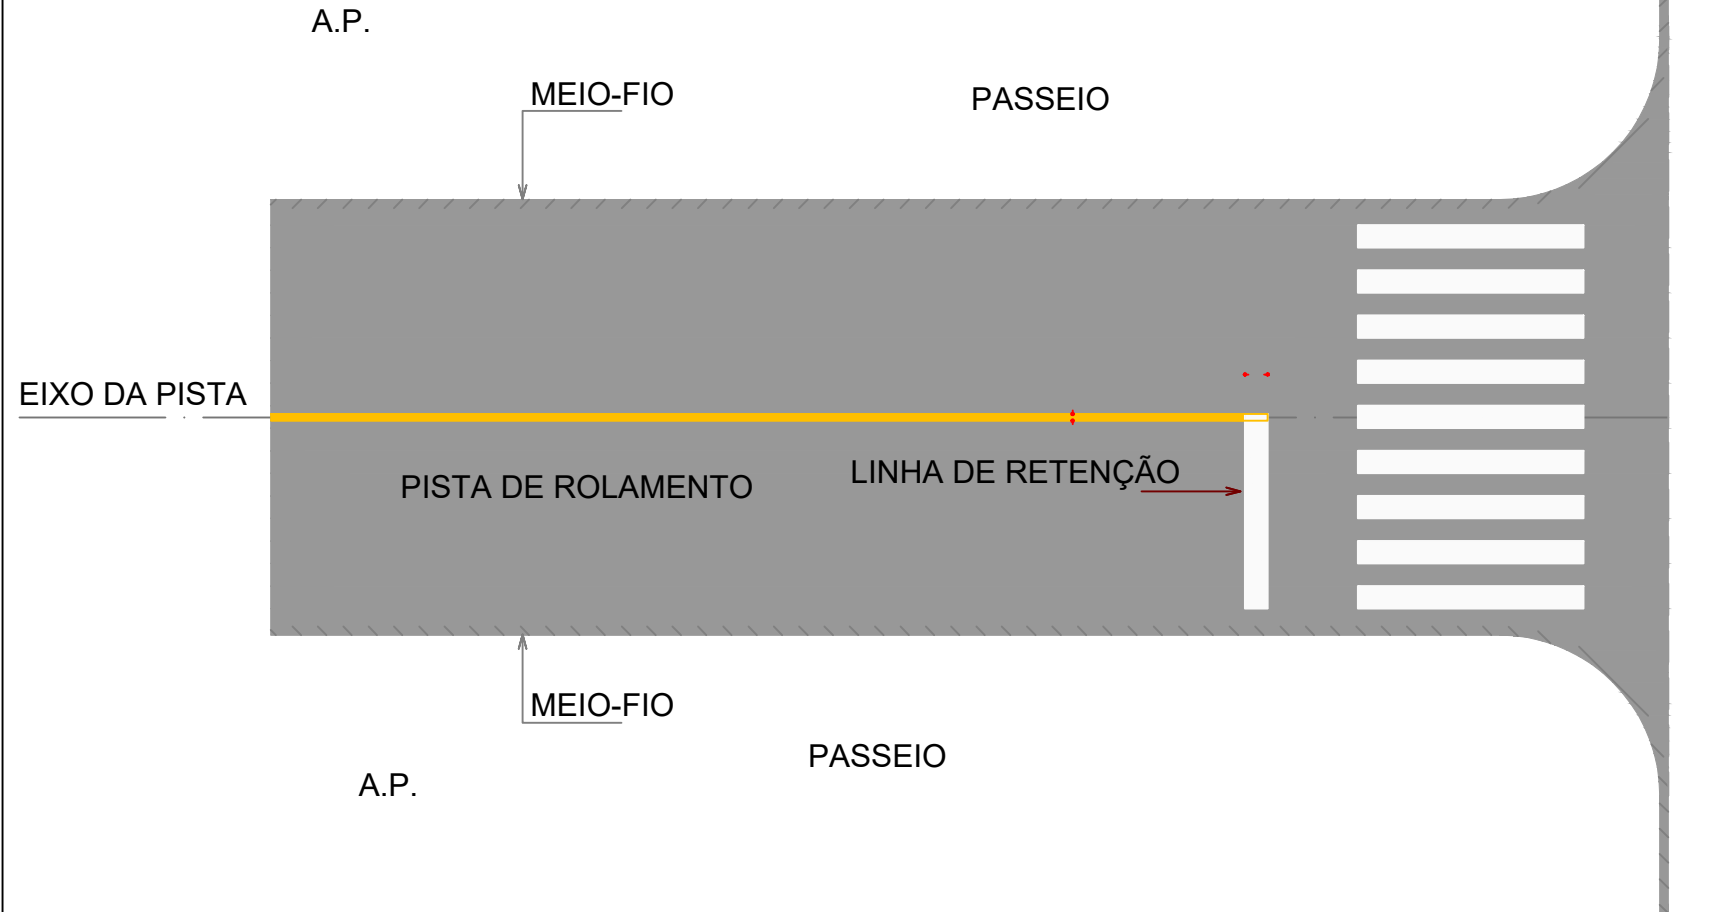 A.P.
MEIO-FIO
PASSEIO
EIXO DA PISTA
PISTA DE ROLAMENTO
LINHA DE RETENÇÃO
MEIO-FIO
PASSEIO
A.P.